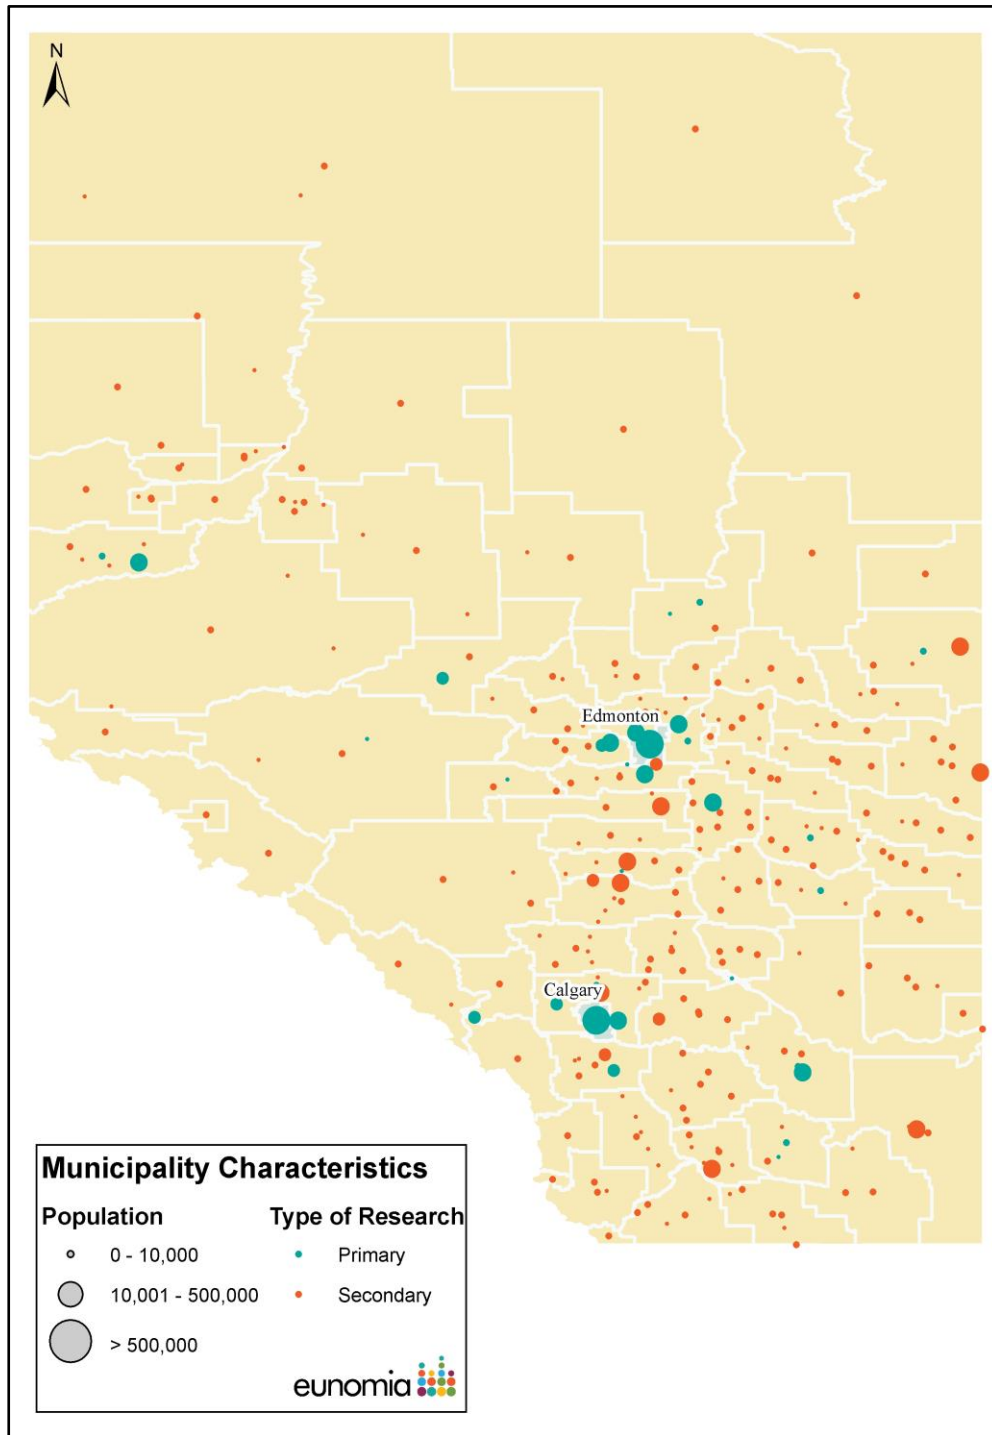 N
Edmonton
Calgary
Municipality Characteristics
Population Type of Research
0 - 10,000 Primary
10,001 - 500,000 Secondary
> 500,000
eunomia